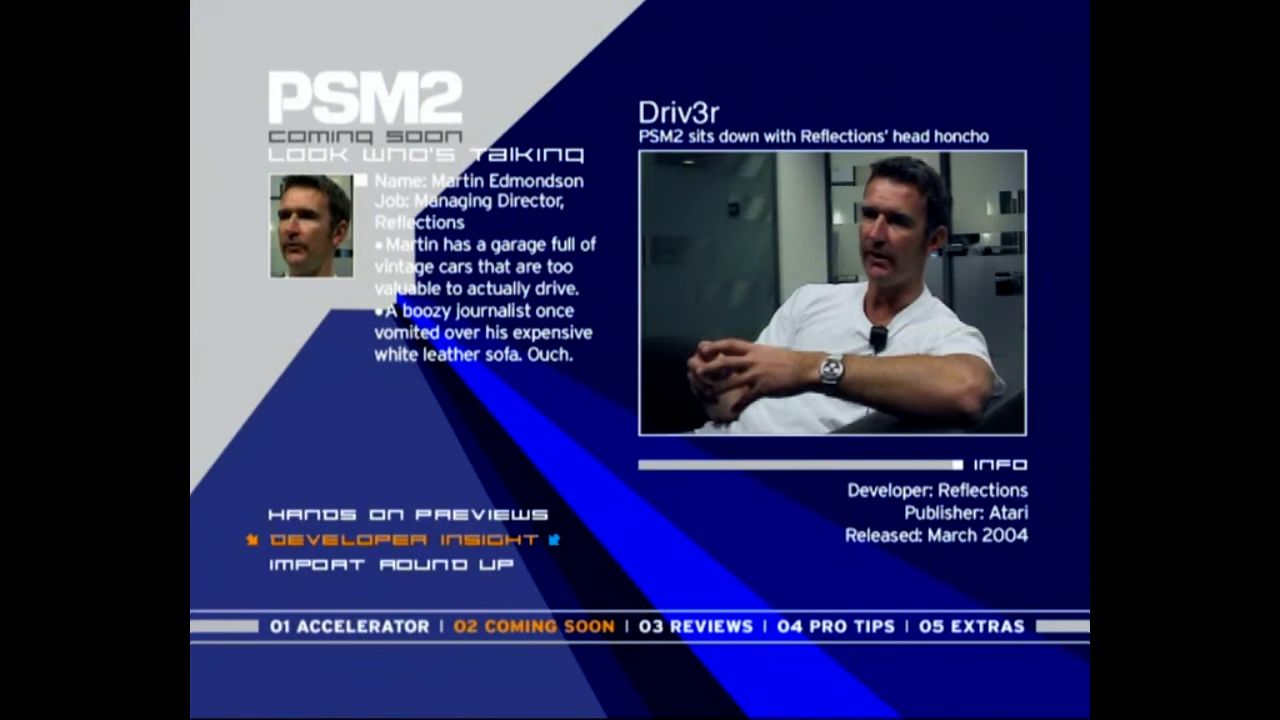 PSM2
COMING SOON
LOOK WHO'S TALKING
Name: Martin Edmondson
Job: Managing Director,
Reflections
•Martin has a garage full of
vintage cars that are too
valuable to actually drive.
•A boozy journalist once
vomited over his expensive
white leather sofa. Ouch.
HANDS ON PREVIEWS
DEVELOPER INSIGHT
IMPORT ROUND UP
Driv3r
PSM2 sits down with Reflections' head honcho
INFO
Developer: Reflections
Publisher: Atari
Released: March 2004
01 ACCELERATOR | 02 COMING SOON | 03 REVIEWS | 04 PRO TIPS | 05 EXTRAS